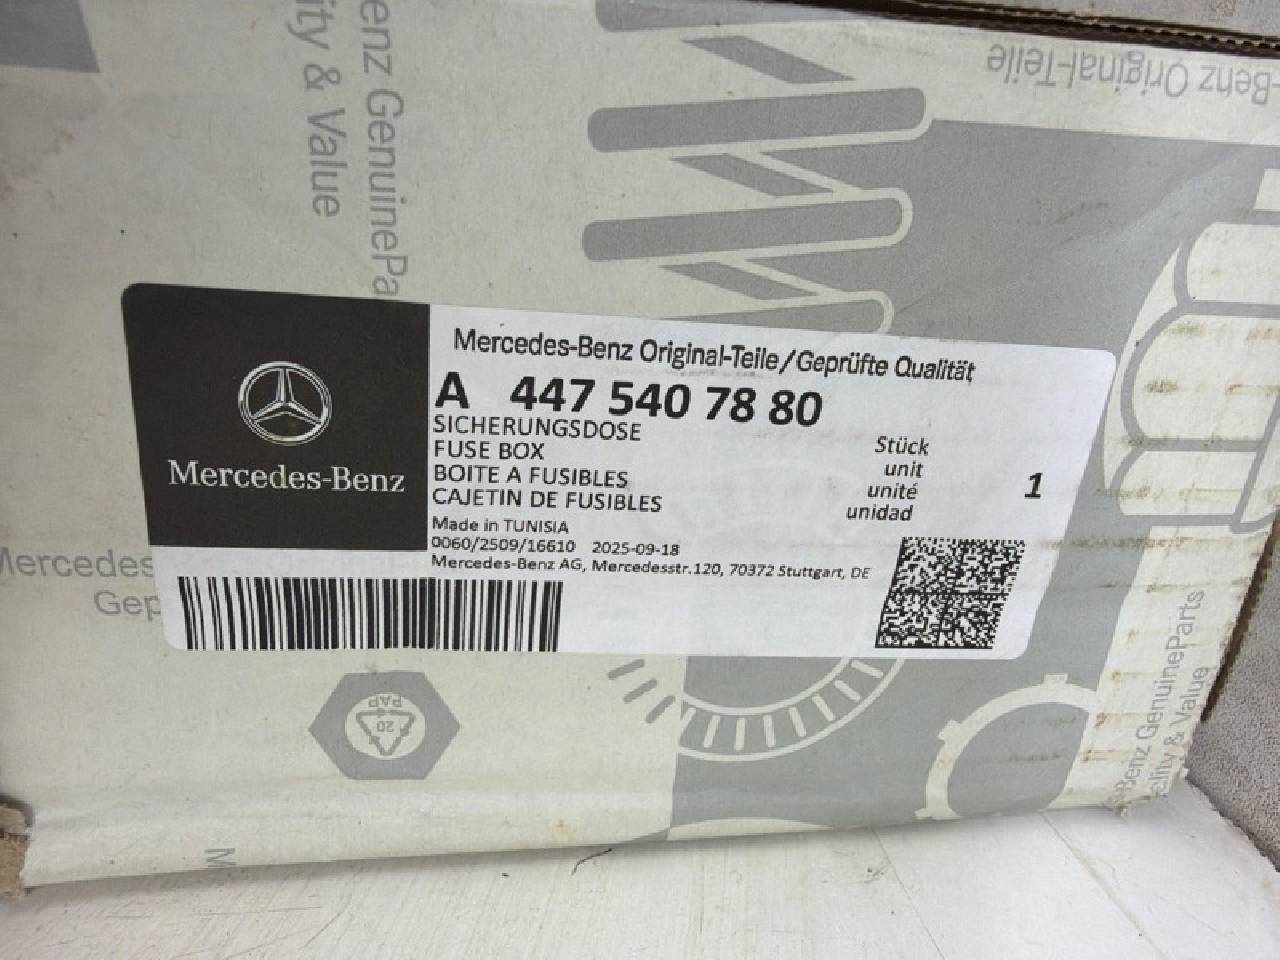 ity & Value
enz GenuinePa
-Benz Original-Teile
Mercedes-Benz Original-Teile/Geprüfte Qualität
A 447 540 78 80
SICHERUNGSDOSE
FUSE BOX
BOITE A FUSIBLES
CAJETIN DE FUSIBLES
Stück
unit
unité
unidad
1
Made in TUNISIA
0060/2509/16610 2025-09-18
Mercedes-Benz AG, Mercedesstr.120, 70372 Stuttgart, DE
Mercedes-Benz
Mercedes
Gep
20
PAP
M
-Benz GenuineParts
ality & Value